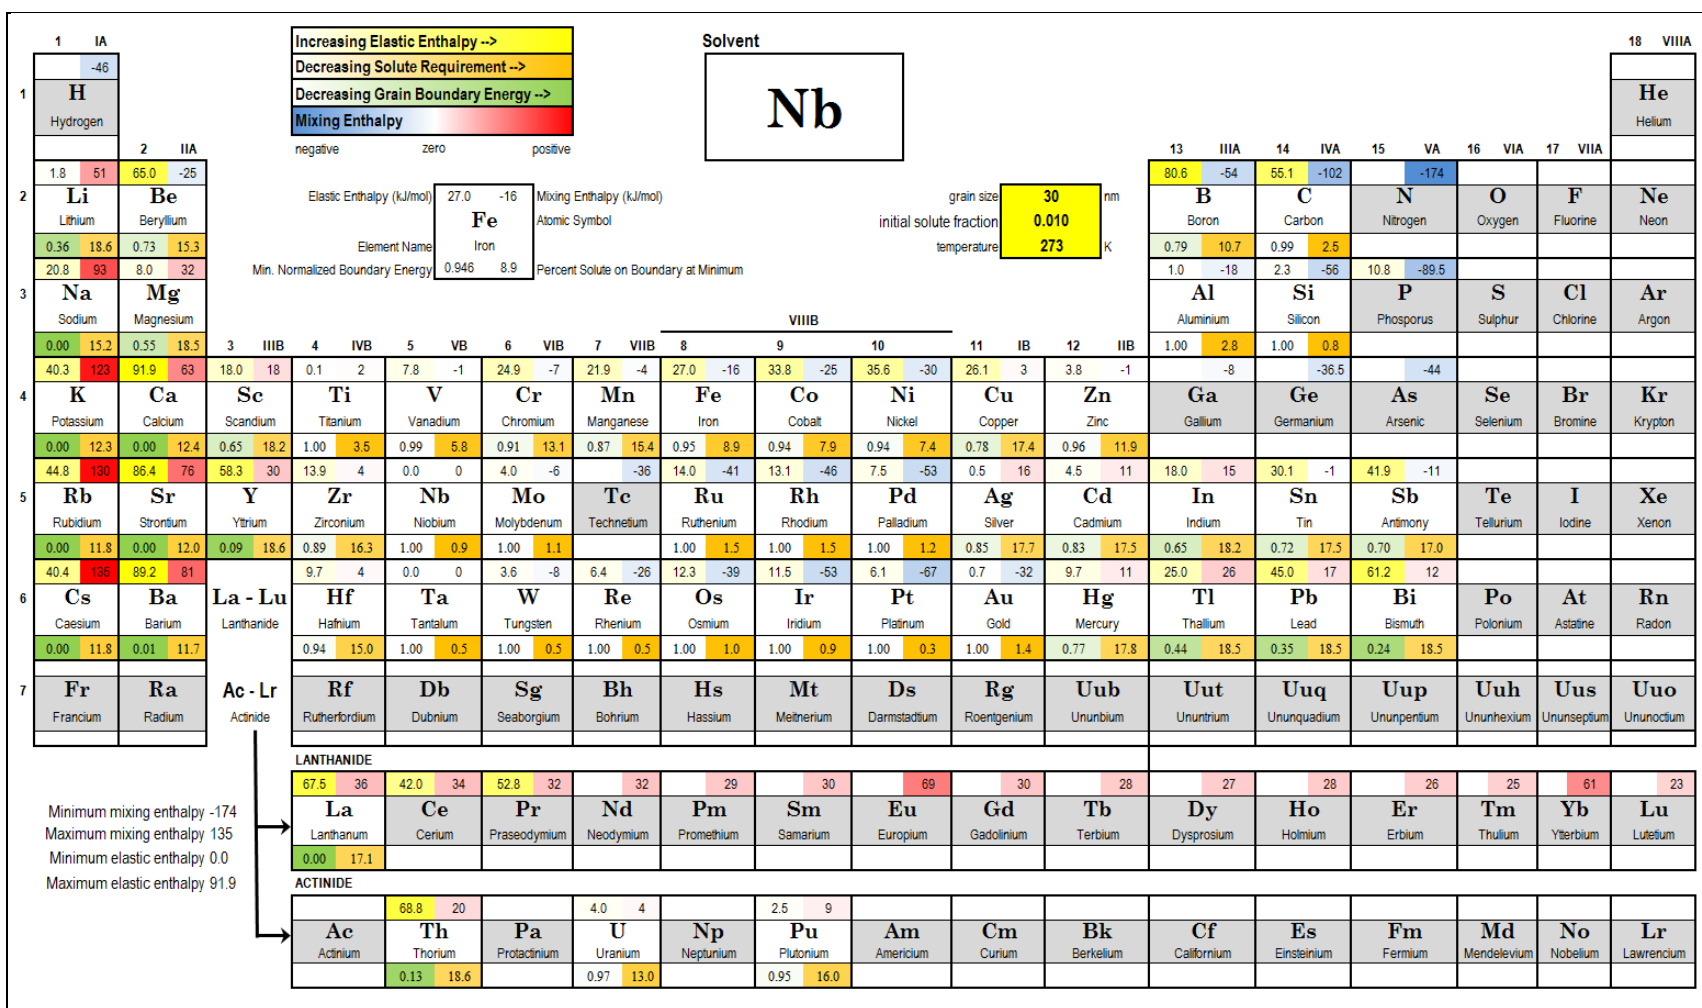 1 IA
Increasing Elastic Enthalpy -->
Solvent
18 VIIIA
-46
Decreasing Solute Requirement -->
1 H
Decreasing Grain Boundary Energy -->
Nb
He
Hydrogen
Mixing Enthalpy
Helium
2 IIA
negative zero positive
13 IIIA 14 IVA 15 VA 16 VIA 17 VIIA
1.8 51 65.0 -25 80.6 -54 55.1 -102 -174
2 Li Be
Elastic Enthalpy (kJ/mol) 27.0 -16 Mixing Enthalpy (kJ/mol)
grain size 30 nm
B C N O F Ne
Lithium Beryllium
Fe Atomic Symbol
initial solute fraction 0.010
Boron Carbon Nitrogen Oxygen Fluorine Neon
0.36 18.6 0.73 15.3
Element Name Iron
temperature 273 K
0.79 10.7 0.99 2.5
20.8 93 8.0 32
Min. Normalized Boundary Energy 0.946 8.9 Percent Solute on Boundary at Minimum
1.0 -18 2.3 -56 10.8 -89.5
3 Na Mg Al Si P S Cl Ar
Sodium Magnesium Aluminium Silicon Phosporus Sulphur Chlorine Argon
VIIIB
0.00 15.2 0.55 18.5 3 IIIB 4 IVB 5 VB 6 VIB 7 VIIB 8 9 10 11 IB 12 IIB 1.00 2.8 1.00 0.8
40.3 123 91.9 63 18.0 18 0.1 2 7.8 -1 24.9 -7 21.9 -4 27.0 -16 33.8 -25 35.6 -30 26.1 3 3.8 -1 -8 -36.5 -44
4 K Ca Sc Ti V Cr Mn Fe Co Ni Cu Zn Ga Ge As Se Br Kr
Potassium Calcium Scandium Titanium Vanadium Chromium Manganese Iron Cobalt Nickel Copper Zinc Gallium Germanium Arsenic Selenium Bromine Krypton
0.00 12.3 0.00 12.4 0.65 18.2 1.00 3.5 0.99 5.8 0.91 13.1 0.87 15.4 0.95 8.9 0.94 7.9 0.94 7.4 0.78 17.4 0.96 11.9
44.8 130 86.4 76 58.3 30 13.9 4 0.0 0 4.0 -6 -36 14.0 -41 13.1 -46 7.5 -53 0.5 16 4.5 11 18.0 15 30.1 -1 41.9 -11
5 Rb Sr Y Zr Nb Mo Tc Ru Rh Pd Ag Cd In Sn Sb Te I Xe
Rubidium Strontium Yttrium Zirconium Niobium Molybdenum Technetium Ruthenium Rhodium Palladium Silver Cadmium Indium Tin Antimony Tellurium Iodine Xenon
0.00 11.8 0.00 12.0 0.09 18.6 0.89 16.3 1.00 0.9 1.00 1.1 1.00 1.5 1.00 1.5 1.00 1.2 0.85 17.7 0.83 17.5 0.65 18.2 0.72 17.5 0.70 17.0
40.4 135 89.2 81 9.7 4 0.0 0 3.6 -8 6.4 -26 12.3 -39 11.5 -53 6.1 -67 0.7 -32 9.7 11 25.0 26 45.0 17 61.2 12
6 Cs Ba La - Lu Hf Ta W Re Os Ir Pt Au Hg Tl Pb Bi Po At Rn
Caesium Barium Lanthanide Hafnium Tantalum Tungsten Rhenium Osmium Iridium Platinum Gold Mercury Thallium Lead Bismuth Polonium Astatine Radon
0.00 11.8 0.01 11.7 0.94 15.0 1.00 0.5 1.00 0.5 1.00 0.5 1.00 1.0 1.00 0.9 1.00 0.3 1.00 1.4 0.77 17.8 0.44 18.5 0.35 18.5 0.24 18.5
7 Fr Ra Ac - Lr Rf Db Sg Bh Hs Mt Ds Rg Uub Uut Uuq Uup Uuh Uus Uuo
Francium Radium Actinide Rutherfordium Dubnium Seaborgium Bohrium Hassium Meitnerium Darmstadtium Roentgenium Ununbium Ununtrium Ununquadium Ununpentium Ununhexium Ununseptium Ununoctium
LANTHANIDE
67.5 36 42.0 34 52.8 32 32 29 30 69 30 28 27 28 26 25 61 23
La Ce Pr Nd Pm Sm Eu Gd Tb Dy Ho Er Tm Yb Lu
Lanthanum Cerium Praseodymium Neodymium Promethium Samarium Europium Gadolinium Terbium Dysprosium Holmium Erbium Thulium Ytterbium Lutetium
0.00 17.1
Minimum mixing enthalpy -174
Maximum mixing enthalpy 135
Minimum elastic enthalpy 0.0
Maximum elastic enthalpy 91.9
ACTINIDE
68.8 20 4.0 4 2.5 9
Ac Th Pa U Np Pu Am Cm Bk Cf Es Fm Md No Lr
Actinium Thorium Protactinium Uranium Neptunium Plutonium Americium Curium Berkelium Californium Einsteinium Fermium Mendelevium Nobelium Lawrencium
0.13 18.6 0.97 13.0 0.95 16.0